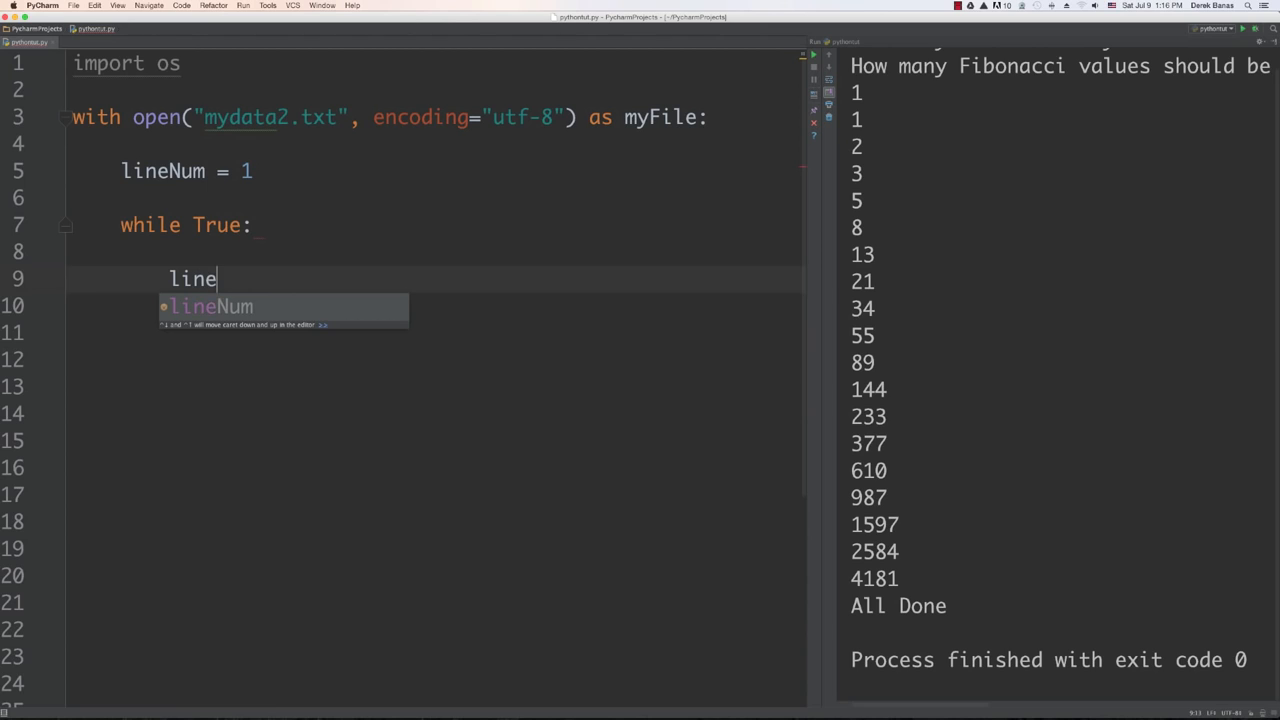 PyCharm File Edit View Navigate Code Refactor Run Tools VCS Window Help
10 Sat Jul 9 1:16 PM Derek Banas
pythontut.py - PycharmProjects - [~/PycharmProjects]
PycharmProjects pythontut.py
pythontut
pythontut.py
Run pythontut
1 import os
2
3 with open("mydata2.txt", encoding="utf-8") as myFile:
4
5 lineNum = 1
6
7 while True:
8
9 line
10 lineNum
^↓ and ^↑ will move caret down and up in the editor >>
11
12
13
14
15
16
17
18
19
20
21
22
23
24
How many Fibonacci values should be
1
1
2
3
5
8
13
21
34
55
89
144
233
377
610
987
1597
2584
4181
All Done
Process finished with exit code 0
9:13 LF÷ UTF-8÷